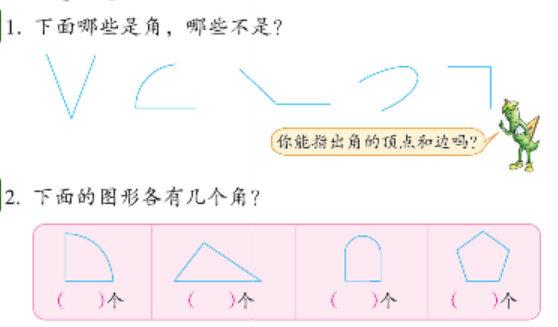 1. 下面哪些是角，哪些不是？
你能指出角的顶点和边吗？
2. 下面的图形各有几个角？
( )个 ( )个 ( )个 ( )个